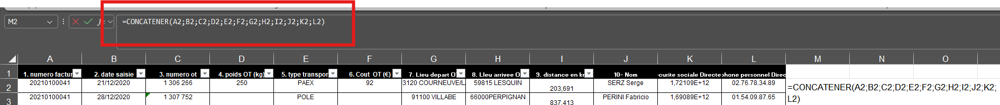 M2
=CONCATENER(A2;B2;C2;D2;E2;F2;G2;H2;I2;J2;K2;L2)
A B C D E F G H I J K L M N O
1 1. numero factur 2. date saisie 3. numero ot 4. poids OT (kg) 5. type transpor 6. Cout OT (€) 7. Lieu depart O 8. LIeu arrivee O 9. distance en km 10- Nom curite sociale Directe phone personnel Direc
2 20210100041 21/12/2020 1 306 266 250 PAEX 92 3120 COURNEUVE/L 59815 LESQUIN 203,691 SERZ Serge 1,72109E+12 02.76.78.34.89 =CONCATENER(A2;B2;C2;D2;E2;F2;G2;H2;I2;J2;K2;
L2)
3 20210100041 28/12/2020 1 307 752 POLE 91100 VILLABE 66000PERPIGNAN 837,413 PERINI Fabricio 1,69089E+12 01.54.09.87.65